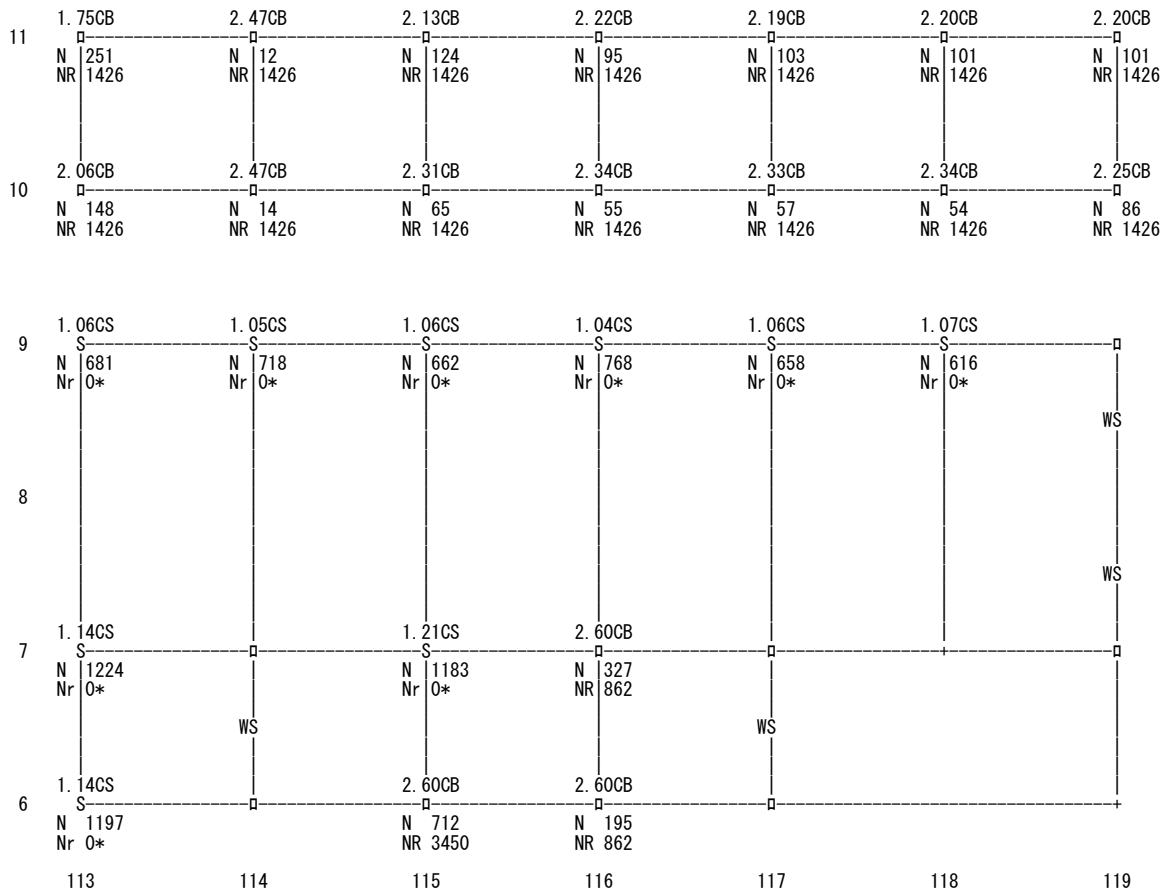 1.75CB 2.47CB 2.13CB 2.22CB 2.19CB 2.20CB 2.20CB
11
N 251 N 12 N 124 N 95 N 103 N 101 N 101
NR 1426 NR 1426 NR 1426 NR 1426 NR 1426 NR 1426 NR 1426
2.06CB 2.47CB 2.31CB 2.34CB 2.33CB 2.34CB 2.25CB
10
N 148 N 14 N 65 N 55 N 57 N 54 N 86
NR 1426 NR 1426 NR 1426 NR 1426 NR 1426 NR 1426 NR 1426
1.06CS 1.05CS 1.06CS 1.04CS 1.06CS 1.07CS
9 S S S S S S
N 681 N 718 N 662 N 768 N 658 N 616
Nr 0* Nr 0* Nr 0* Nr 0* Nr 0* Nr 0*
WS
8
WS
1.14CS 1.21CS 2.60CB
7 S S
N 1224 N 1183 N 327
Nr 0* Nr 0* NR 862
WS WS
1.14CS 2.60CB 2.60CB
6 S
N 1197 N 712 N 195
Nr 0* NR 3450 NR 862
113 114 115 116 117 118 119